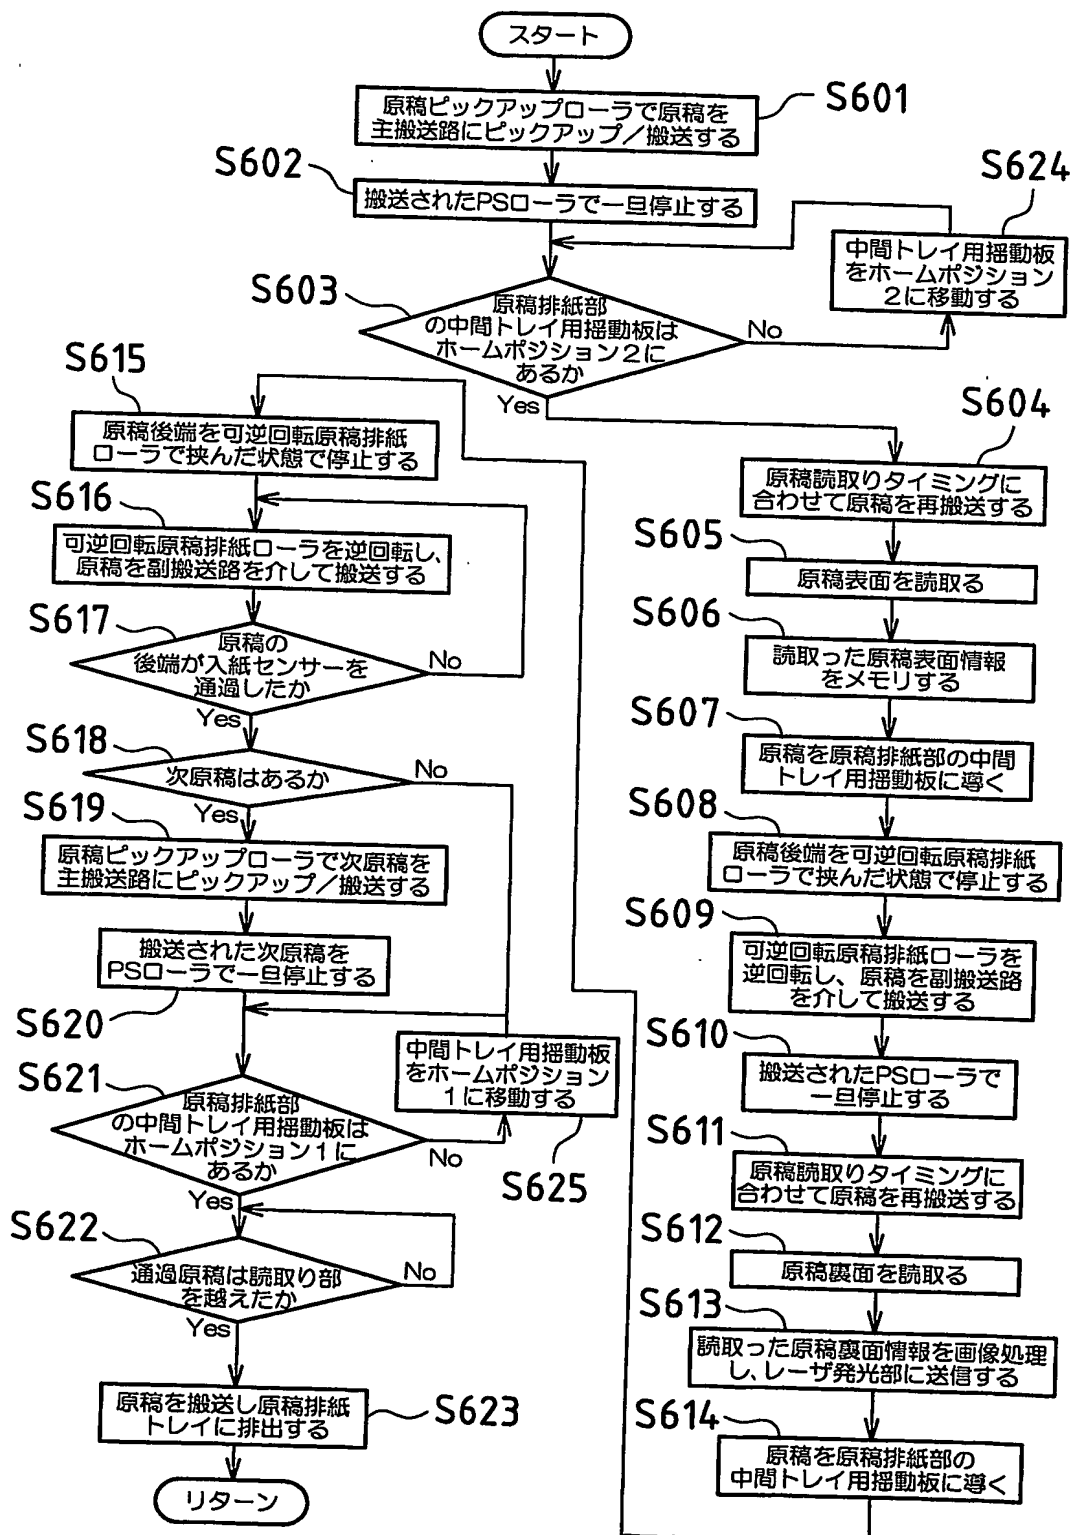 スタート
S601
原稿ピックアップローラで原稿を
主搬送路にピックアップ／搬送する
S602
搬送されたPSローラで一旦停止する
S624
中間トレイ用揺動板
をホームポジション
2に移動する
S603
原稿排紙部
の中間トレイ用揺動板は
ホームポジション2に
あるか
No
Yes
S604
原稿読取りタイミングに
合わせて原稿を再搬送する
S605
原稿表面を読取る
S606
読取った原稿表面情報
をメモリする
S607
原稿を原稿排紙部の中間
トレイ用揺動板に導く
S608
原稿後端を可逆回転原稿排紙
ローラで挟んだ状態で停止する
S609
可逆回転原稿排紙ローラを
逆回転し、原稿を副搬送路
を介して搬送する
S610
搬送されたPSローラで
一旦停止する
S611
原稿読取りタイミングに
合わせて原稿を再搬送する
S612
原稿裏面を読取る
S613
読取った原稿裏面情報を画像処理
し、レーザ発光部に送信する
S614
原稿を原稿排紙部の
中間トレイ用揺動板に導く
S615
原稿後端を可逆回転原稿排紙
ローラで挟んだ状態で停止する
S616
可逆回転原稿排紙ローラを逆回転し、
原稿を副搬送路を介して搬送する
S617
原稿の
後端が入紙センサーを
通過したか
No
Yes
S618
次原稿はあるか
No
Yes
S619
原稿ピックアップローラで次原稿を
主搬送路にピックアップ／搬送する
搬送された次原稿を
PSローラで一旦停止する
S620
中間トレイ用揺動板
をホームポジション
1に移動する
S625
S621
原稿排紙部
の中間トレイ用揺動板は
ホームポジション1に
あるか
No
Yes
S622
通過原稿は読取り部
を越えたか
No
Yes
原稿を搬送し原稿排紙
トレイに排出する
S623
リターン